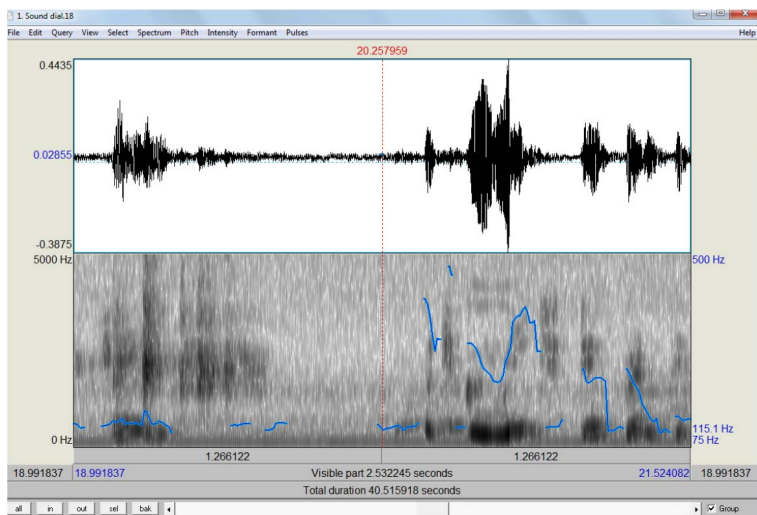 1. Sound dial.18
File Edit Query View Select Spectrum Pitch Intensity Formant Pulses Help
20.257959
0.4435
0.02855
-0.3875
5000 Hz 500 Hz
115.1 Hz
0 Hz 75 Hz
1.266122 1.266122
18.991837 18.991837 Visible part 2.532245 seconds 21.524082 18.991837
Total duration 40.515918 seconds
all in out sel bak Group